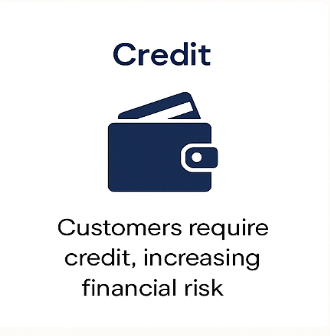 Credit
Customers require
credit, increasing
financial risk